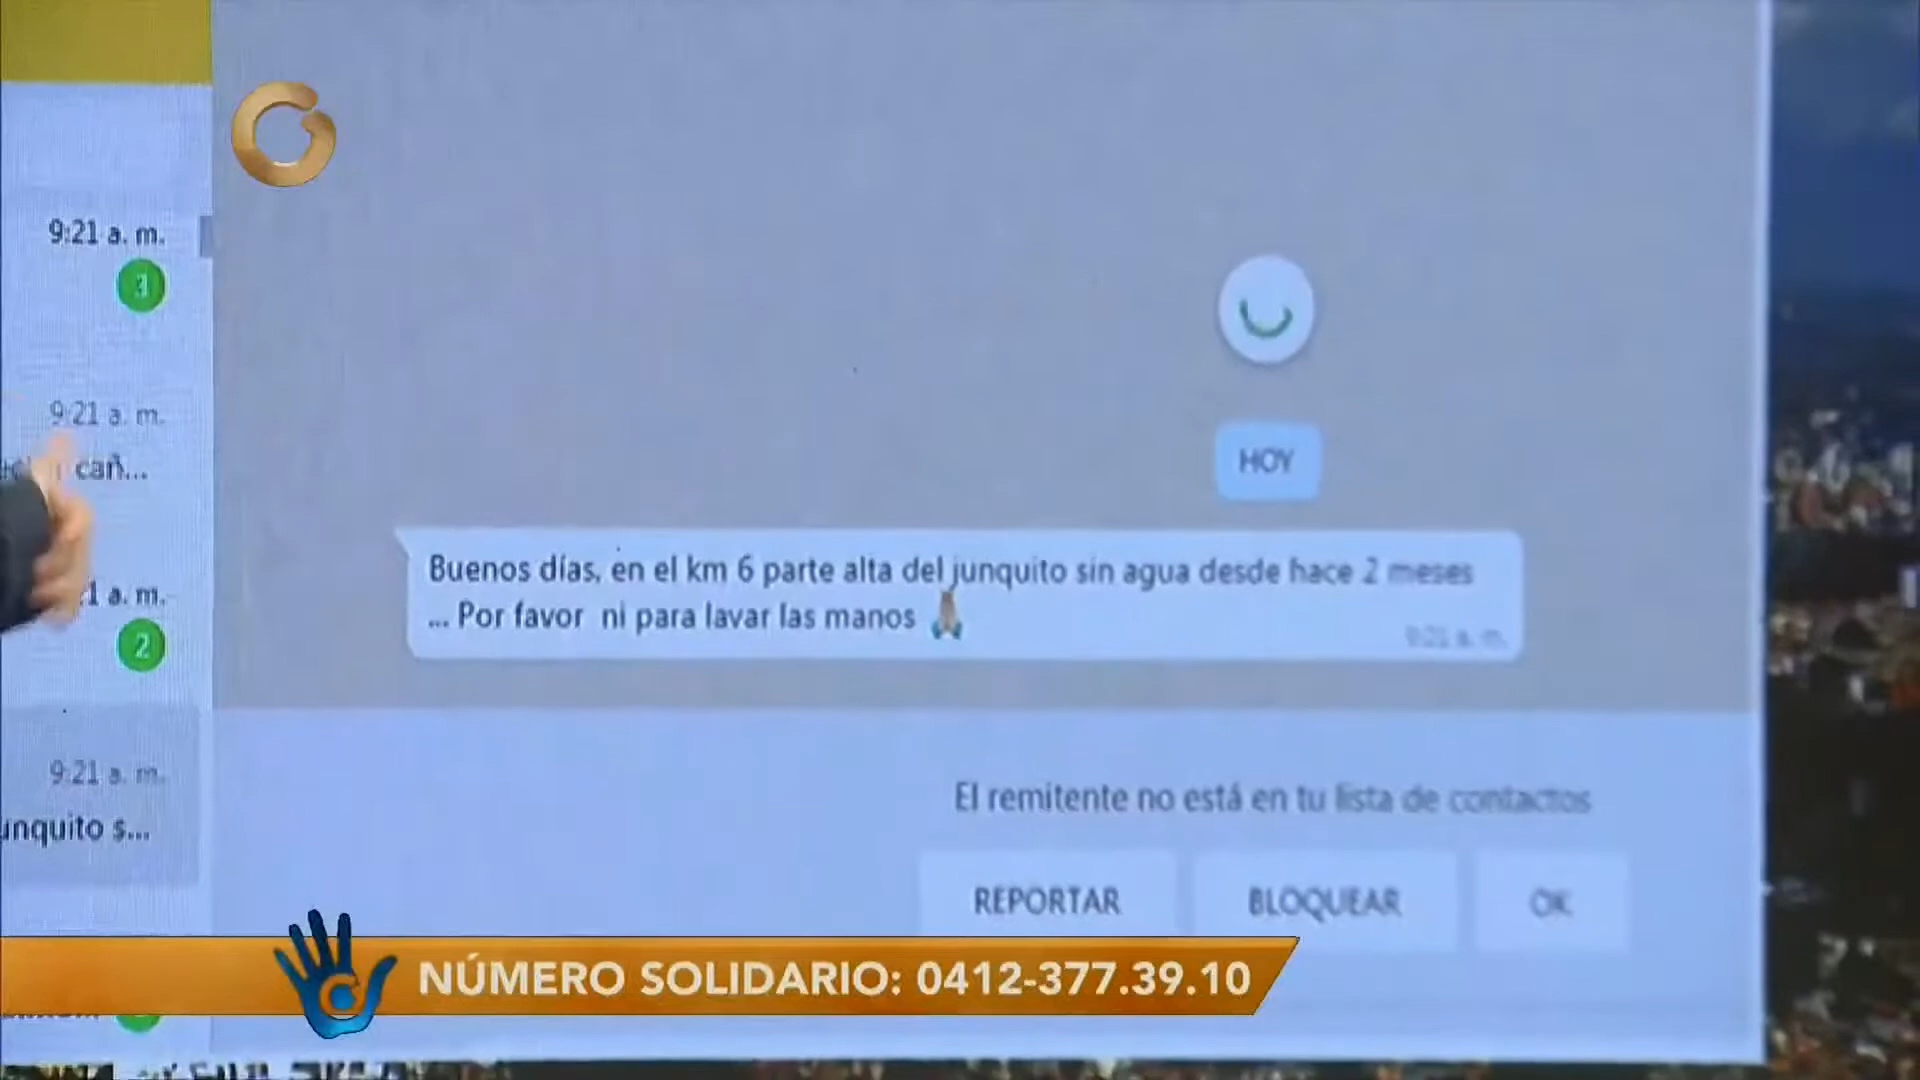 9:21 a. m.
3
9:21 a. m.
cañ...
1 a. m.
2
9:21 a. m.
unquito s...
HOY
Buenos días, en el km 6 parte alta del junquito sin agua desde hace 2 meses
... Por favor ni para lavar las manos 🙏🏽
9:21 a. m.
El remitente no está en tu lista de contactos
REPORTAR
BLOQUEAR
OK
NÚMERO SOLIDARIO: 0412-377.39.10